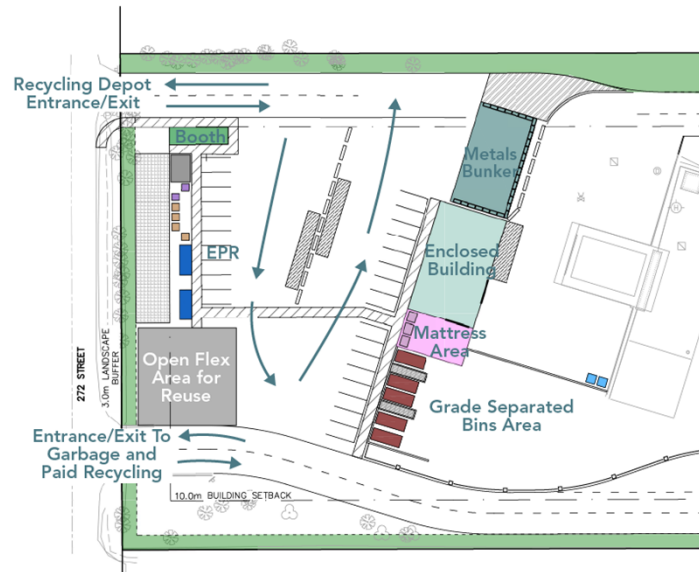 Recycling Depot
Entrance/Exit
Booth
Metals
Bunker
EPR
Enclosed
Building
Mattress
Area
Open Flex
Area for
Reuse
272 STREET
3.0m LANDSCAPE
BUFFER
Grade Separated
Bins Area
Entrance/Exit To
Garbage and
Paid Recycling
10.0m BUILDING SETBACK